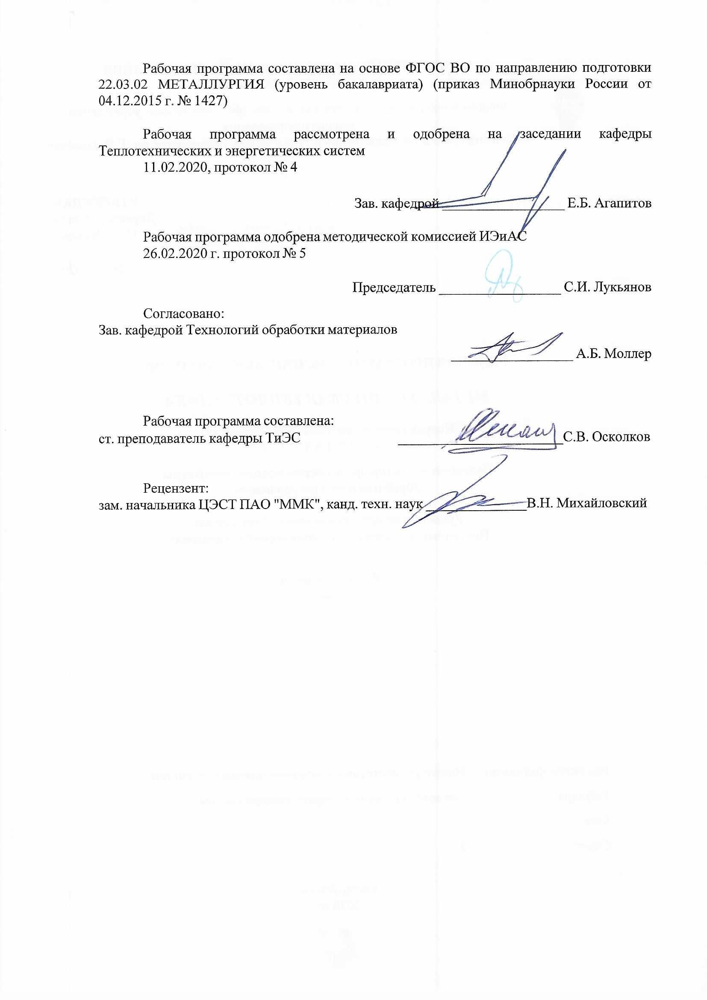 Рабочая программа составлена на основе ФГОС ВО по направлению подготовки
22.03.02 МЕТАЛЛУРГИЯ (уровень бакалавриата) (приказ Минобрнауки России от
04.12.2015 г. № 1427)
Рабочая программа рассмотрена и одобрена на заседании кафедры
Теплотехнических и энергетических систем
11.02.2020, протокол № 4
Зав. кафедрой _________________ Е.Б. Агапитов
Рабочая программа одобрена методической комиссией ИЭиАС
26.02.2020 г. протокол № 5
Председатель _________________ С.И. Лукьянов
Согласовано:
Зав. кафедрой Технологий обработки материалов
_________________ А.Б. Моллер
Рабочая программа составлена:
ст. преподаватель кафедры ТиЭС _______________________С.В. Осколков
Рецензент:
зам. начальника ЦЭСТ ПАО "ММК", канд. техн. наук ______________В.Н. Михайловский